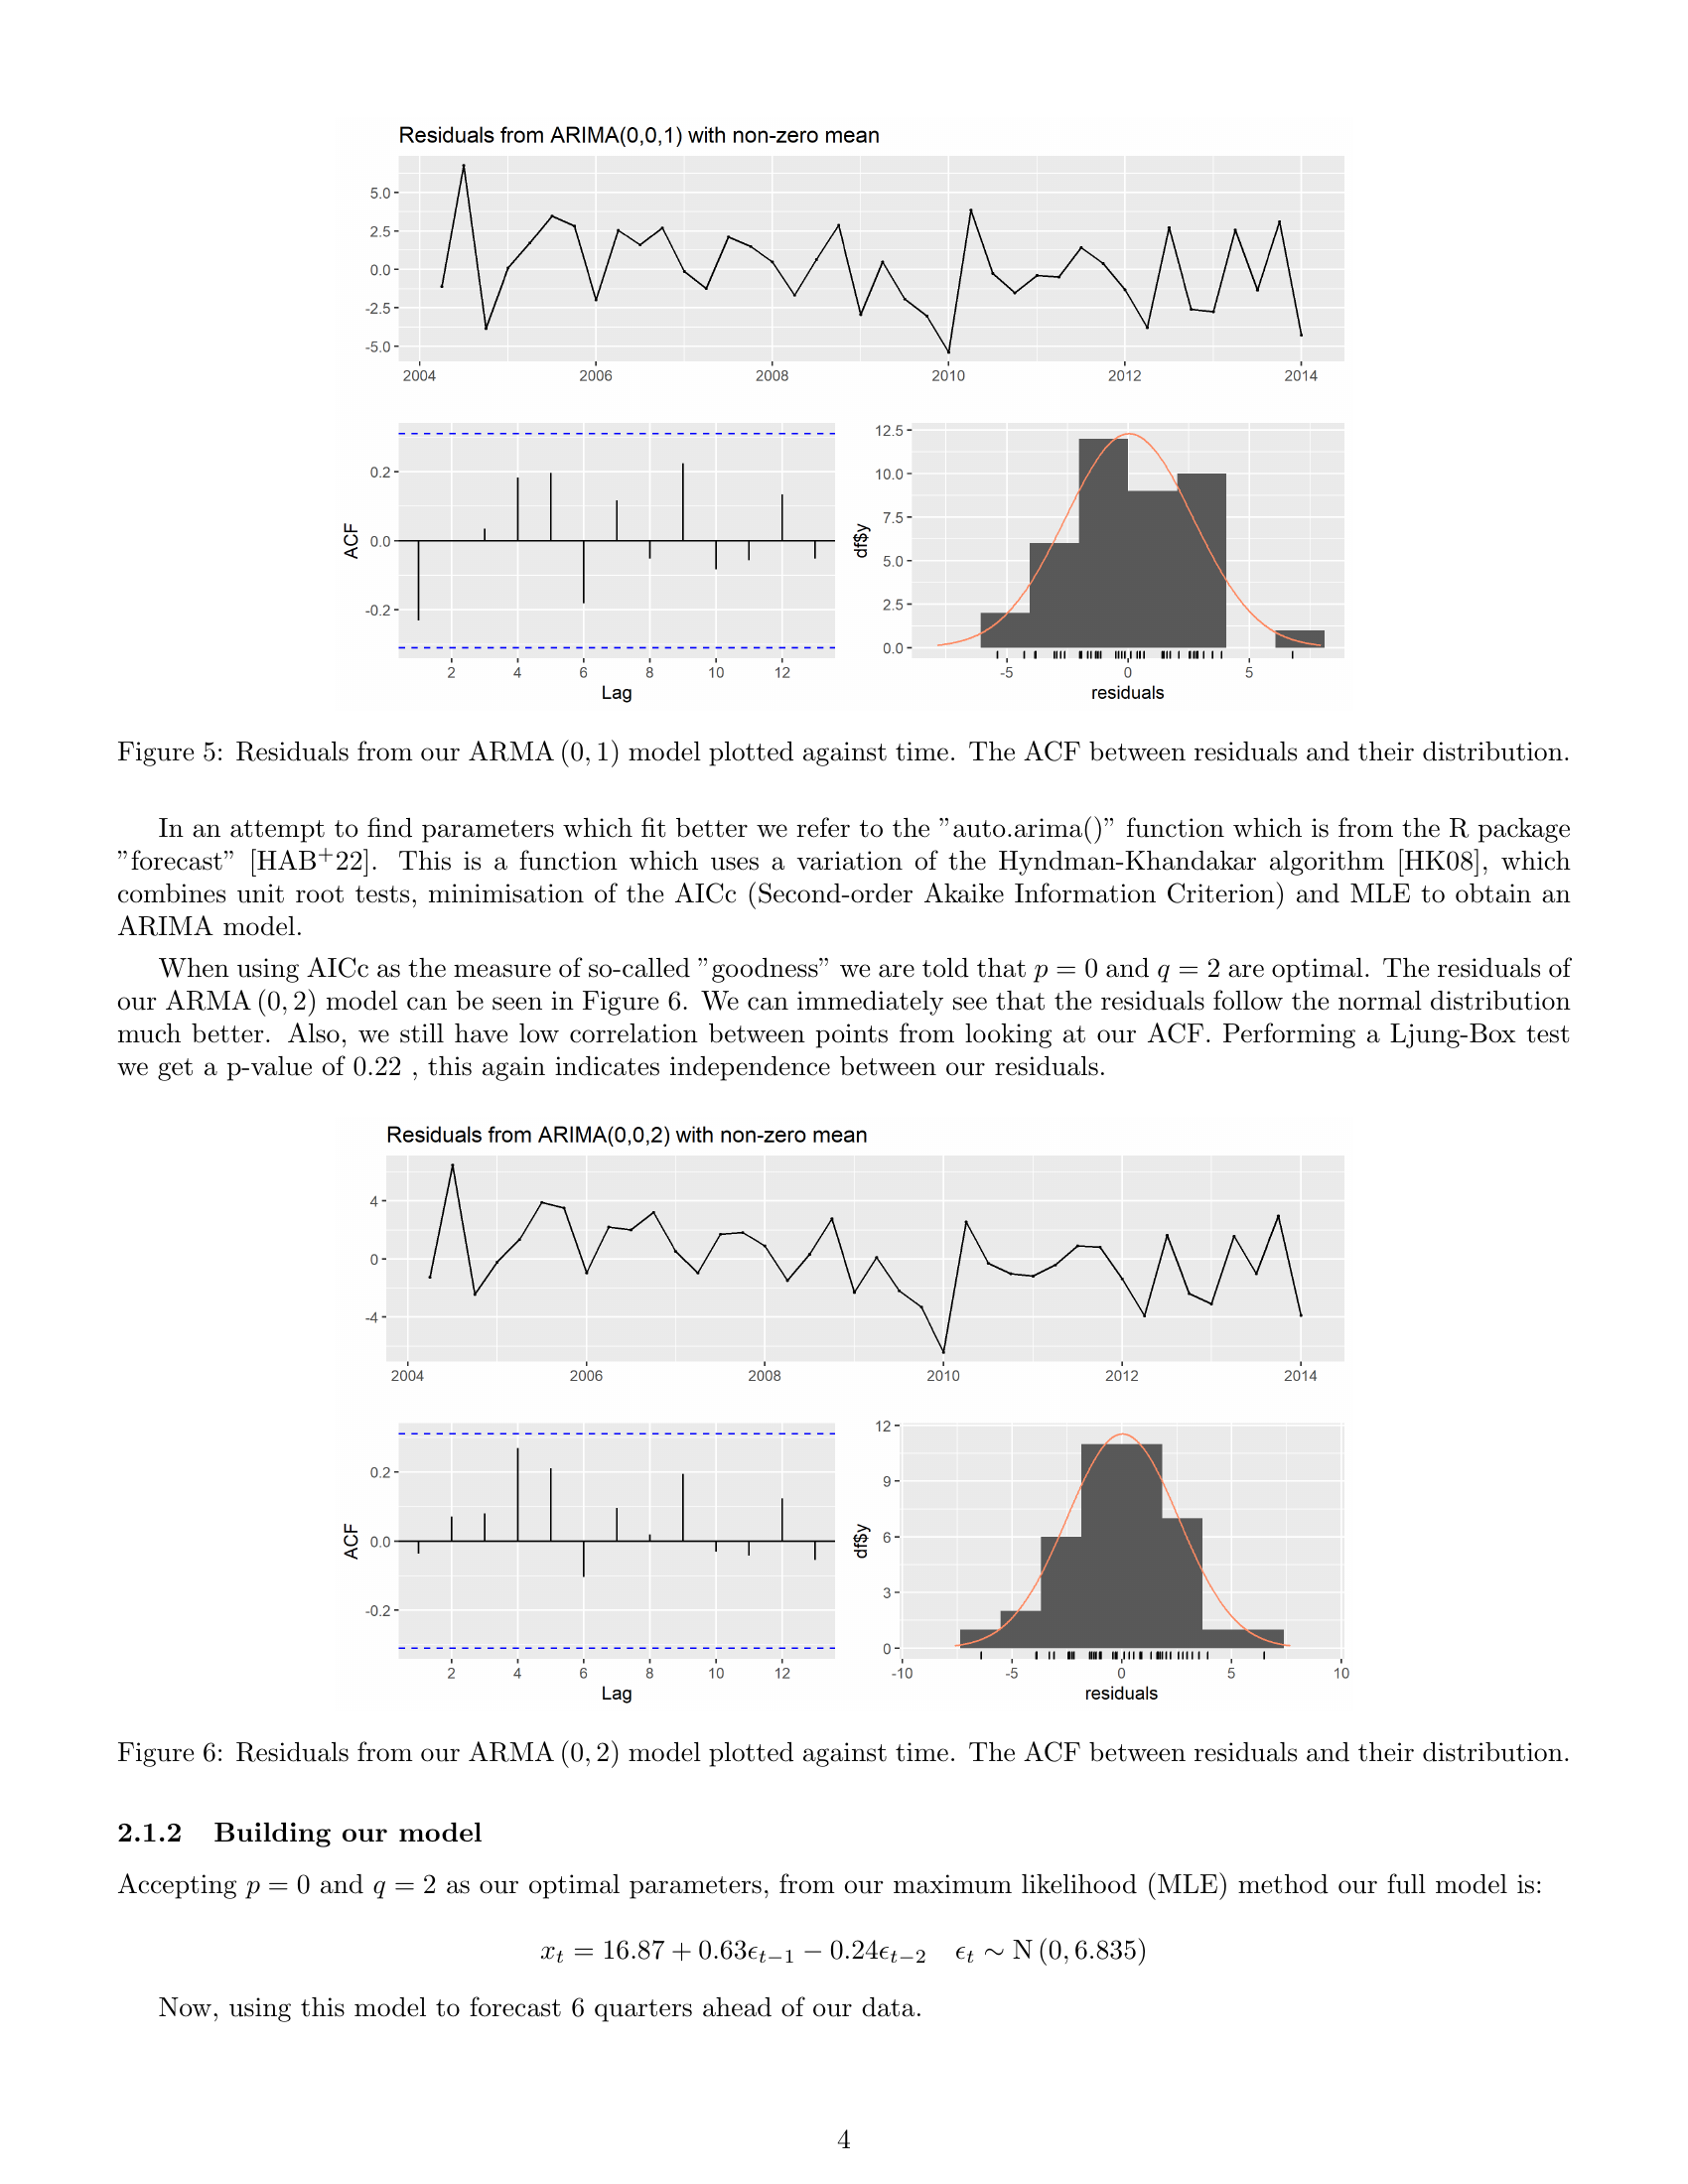 Residuals from ARIMA(0,0,1) with non-zero mean
5.0
2.5
0.0
-2.5
-5.0
2004 2006 2008 2010 2012 2014
ACF
0.2
0.0
-0.2
2 4 6 8 10 12
Lag
df$y
12.5
10.0
7.5
5.0
2.5
0.0
-5 0 5
residuals
Figure 5: Residuals from our ARMA (0, 1) model plotted against time. The ACF between residuals and their distribution.
In an attempt to find parameters which fit better we refer to the ”auto.arima()” function which is from the R package
”forecast” [HAB+22]. This is a function which uses a variation of the Hyndman-Khandakar algorithm [HK08], which
combines unit root tests, minimisation of the AICc (Second-order Akaike Information Criterion) and MLE to obtain an
ARIMA model.
When using AICc as the measure of so-called ”goodness” we are told that p = 0 and q = 2 are optimal. The residuals of
our ARMA (0, 2) model can be seen in Figure 6. We can immediately see that the residuals follow the normal distribution
much better. Also, we still have low correlation between points from looking at our ACF. Performing a Ljung-Box test
we get a p-value of 0.22 , this again indicates independence between our residuals.
Residuals from ARIMA(0,0,2) with non-zero mean
4
0
-4
2004 2006 2008 2010 2012 2014
ACF
0.2
0.0
-0.2
2 4 6 8 10 12
Lag
df$y
12
9
6
3
0
-10 -5 0 5 10
residuals
Figure 6: Residuals from our ARMA (0, 2) model plotted against time. The ACF between residuals and their distribution.
2.1.2 Building our model
Accepting p = 0 and q = 2 as our optimal parameters, from our maximum likelihood (MLE) method our full model is:
xₜ = 16.87 + 0.63ϵₜ₋₁ − 0.24ϵₜ₋₂ ϵₜ ∼ N (0, 6.835)
Now, using this model to forecast 6 quarters ahead of our data.
4